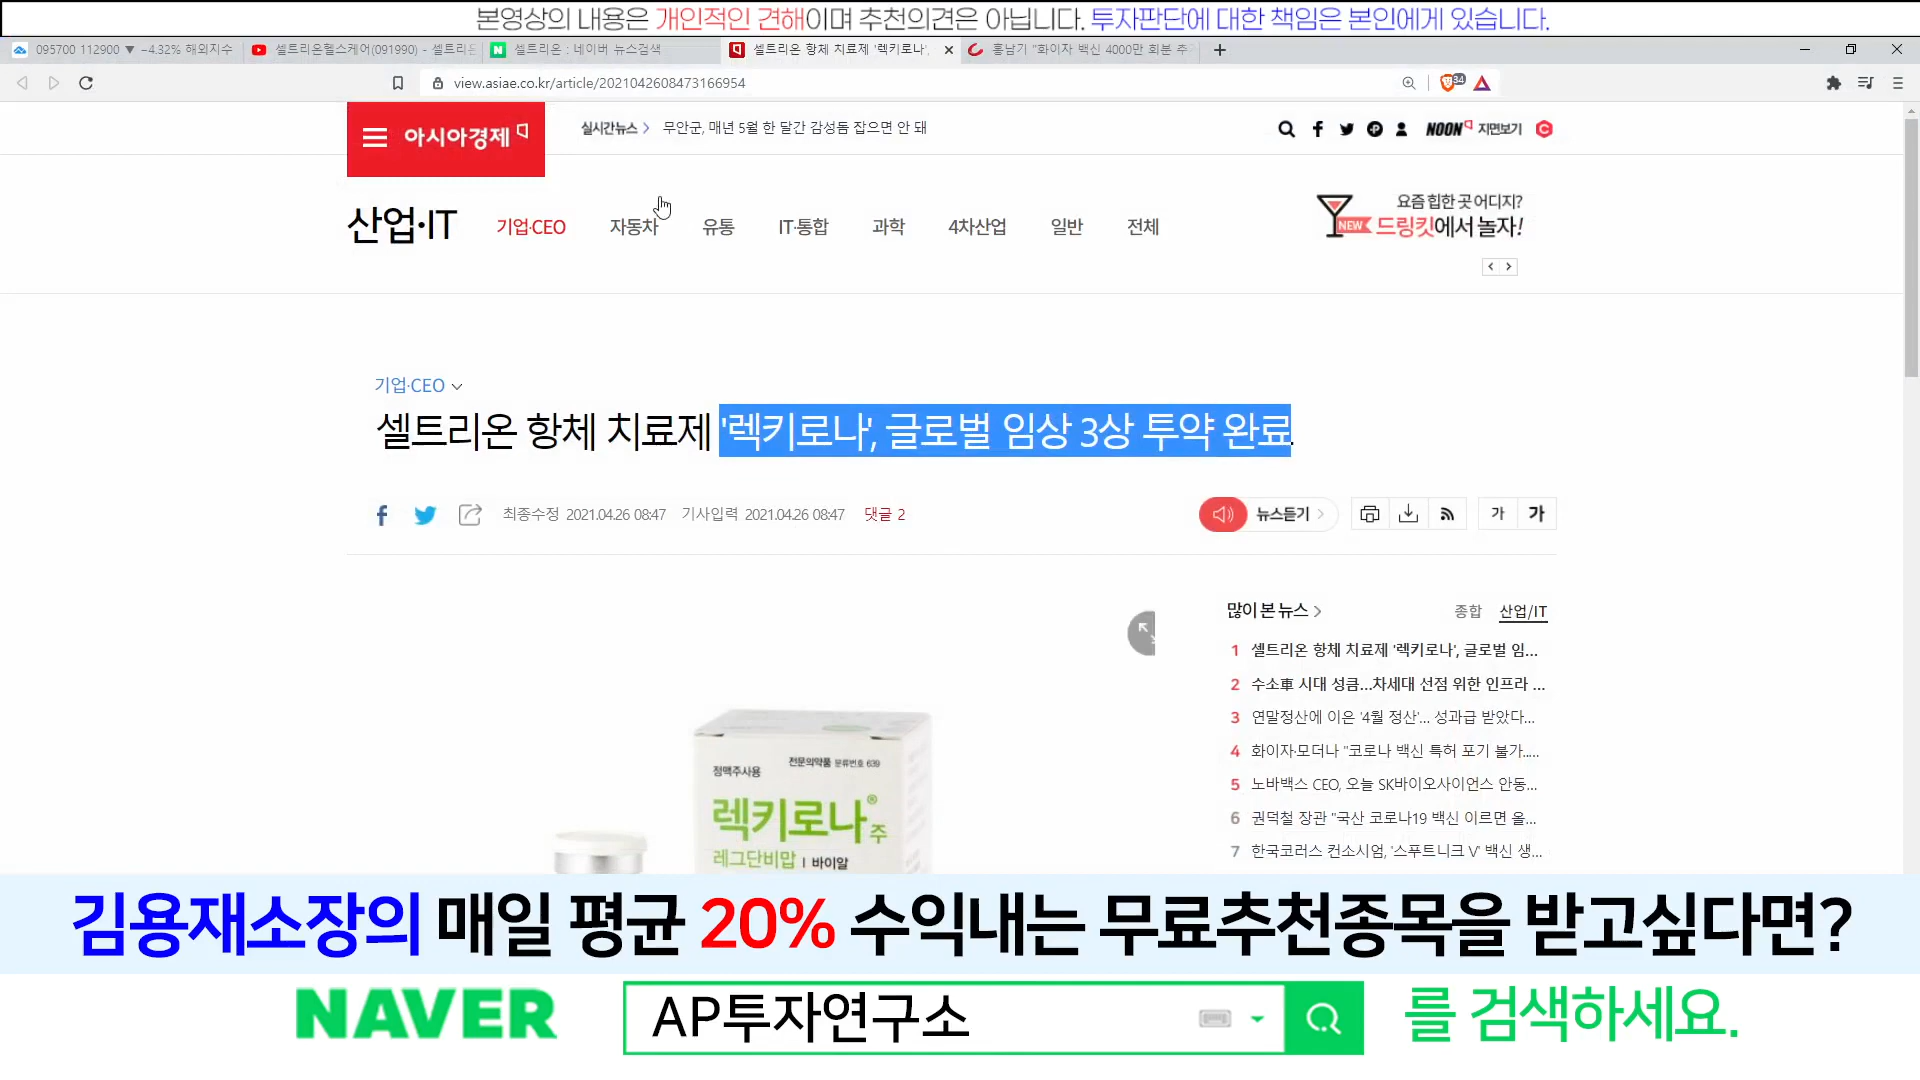 본영상의 내용은 개인적인 견해이며 추천의견은 아닙니다. 투자판단에 대한 책임은 본인에게 있습니다.
095700 112900 ▼ -4.32% 해외지수
셀트리온헬스케어(091990) - 셀트리온
셀트리온 : 네이버 뉴스검색
셀트리온 항체 치료제 '렉키로나',
홍남기 "화이자 백신 4000만 회분 추
view.asiae.co.kr/article/2021042608473166954
34
아시아경제
실시간뉴스 > 무안군, 매년 5월 한 달간 감성돔 잡으면 안 돼
NOON 지면보기
산업·IT 기업·CEO 자동차 유통 IT·통합 과학 4차산업 일반 전체
요즘 힙한 곳 어디지?
NEW 드링킷에서 놀자!
기업·CEO
셀트리온 항체 치료제 '렉키로나', 글로벌 임상 3상 투약 완료
최종수정 2021.04.26 08:47 기사입력 2021.04.26 08:47 댓글 2
뉴스듣기 > 가 가
많이 본 뉴스 > 종합 산업/IT
1 셀트리온 항체 치료제 '렉키로나', 글로벌 임...
2 수소車 시대 성큼...차세대 선점 위한 인프라 ...
3 연말정산에 이은 '4월 정산'... 성과급 받았다...
4 화이자·모더나 "코로나 백신 특허 포기 불가...
5 노바백스 CEO, 오늘 SK바이오사이언스 안동...
6 권덕철 장관 "국산 코로나19 백신 이르면 올...
7 한국코러스 컨소시엄, '스푸트니크 V' 백신 생...
정맥주사용 전문의약품 분류번호 639
렉키로나®주
레그단비맙 | 바이알
김용재소장의 매일 평균 20% 수익내는 무료추천종목을 받고싶다면?
NAVER AP투자연구소 를 검색하세요.